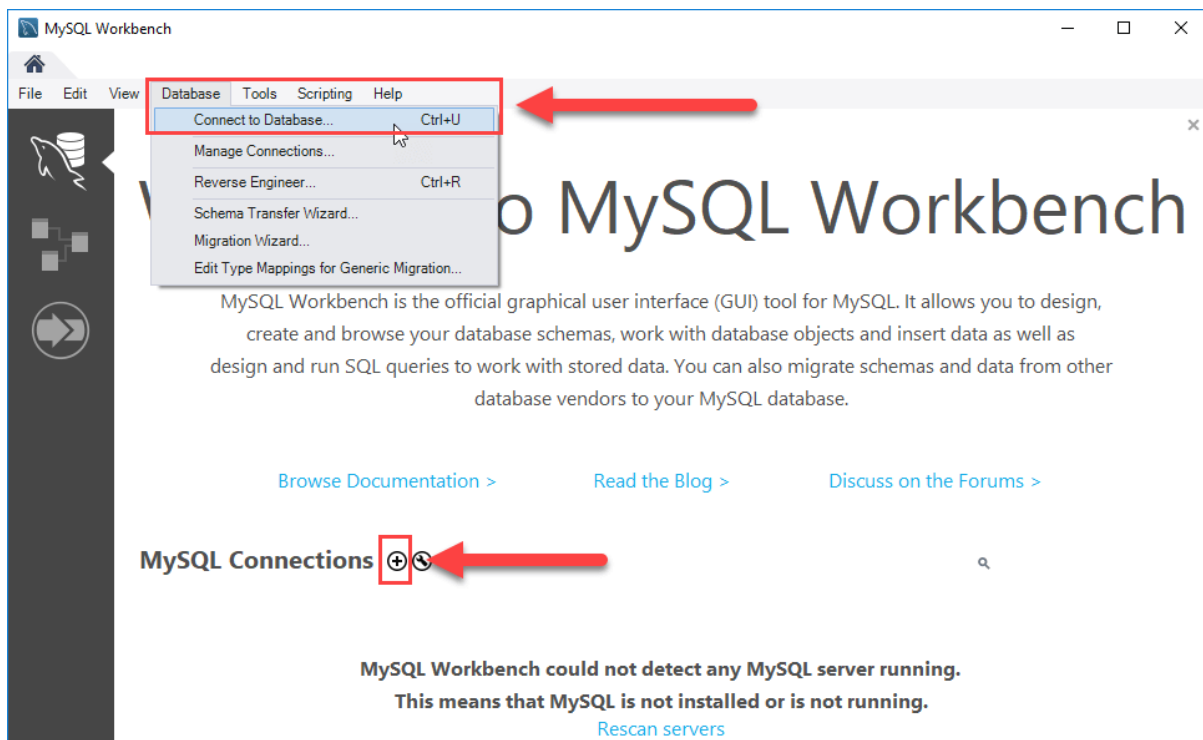 MySQL Workbench
File Edit View Database Tools Scripting Help
Connect to Database... Ctrl+U
Manage Connections...
Reverse Engineer... Ctrl+R
Schema Transfer Wizard...
Migration Wizard...
Edit Type Mappings for Generic Migration...
o MySQL Workbench
MySQL Workbench is the official graphical user interface (GUI) tool for MySQL. It allows you to design,
create and browse your database schemas, work with database objects and insert data as well as
design and run SQL queries to work with stored data. You can also migrate schemas and data from other
database vendors to your MySQL database.
Browse Documentation > Read the Blog > Discuss on the Forums >
MySQL Connections
MySQL Workbench could not detect any MySQL server running.
This means that MySQL is not installed or is not running.
Rescan servers